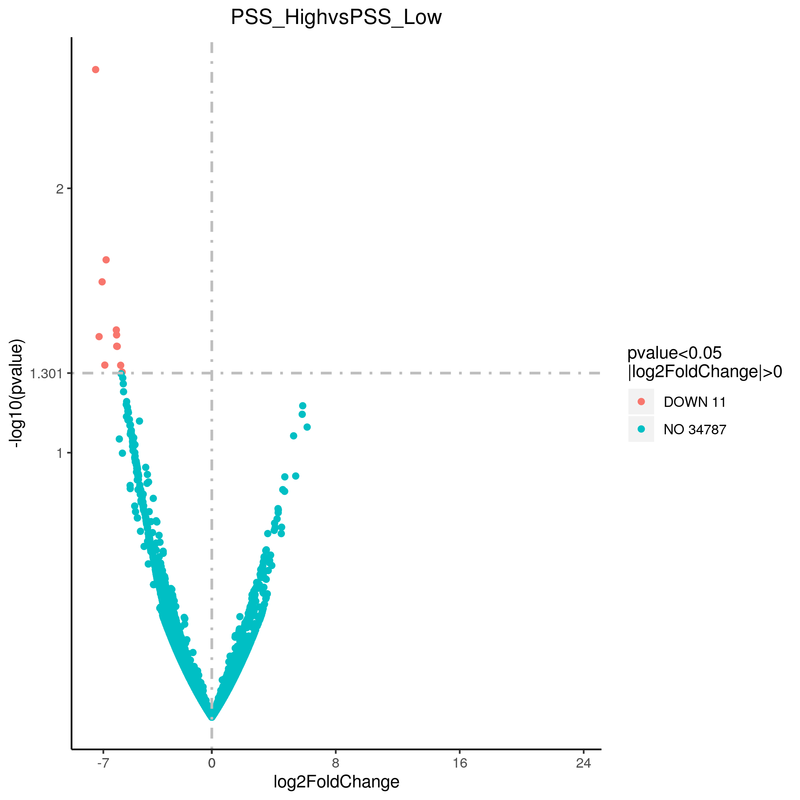 PSS_HighvsPSS_Low
2
1.301
1
-log10(pvalue)
-7
0
8
16
24
log2FoldChange
pvalue<0.05
|log2FoldChange|>0
DOWN 11
NO 34787